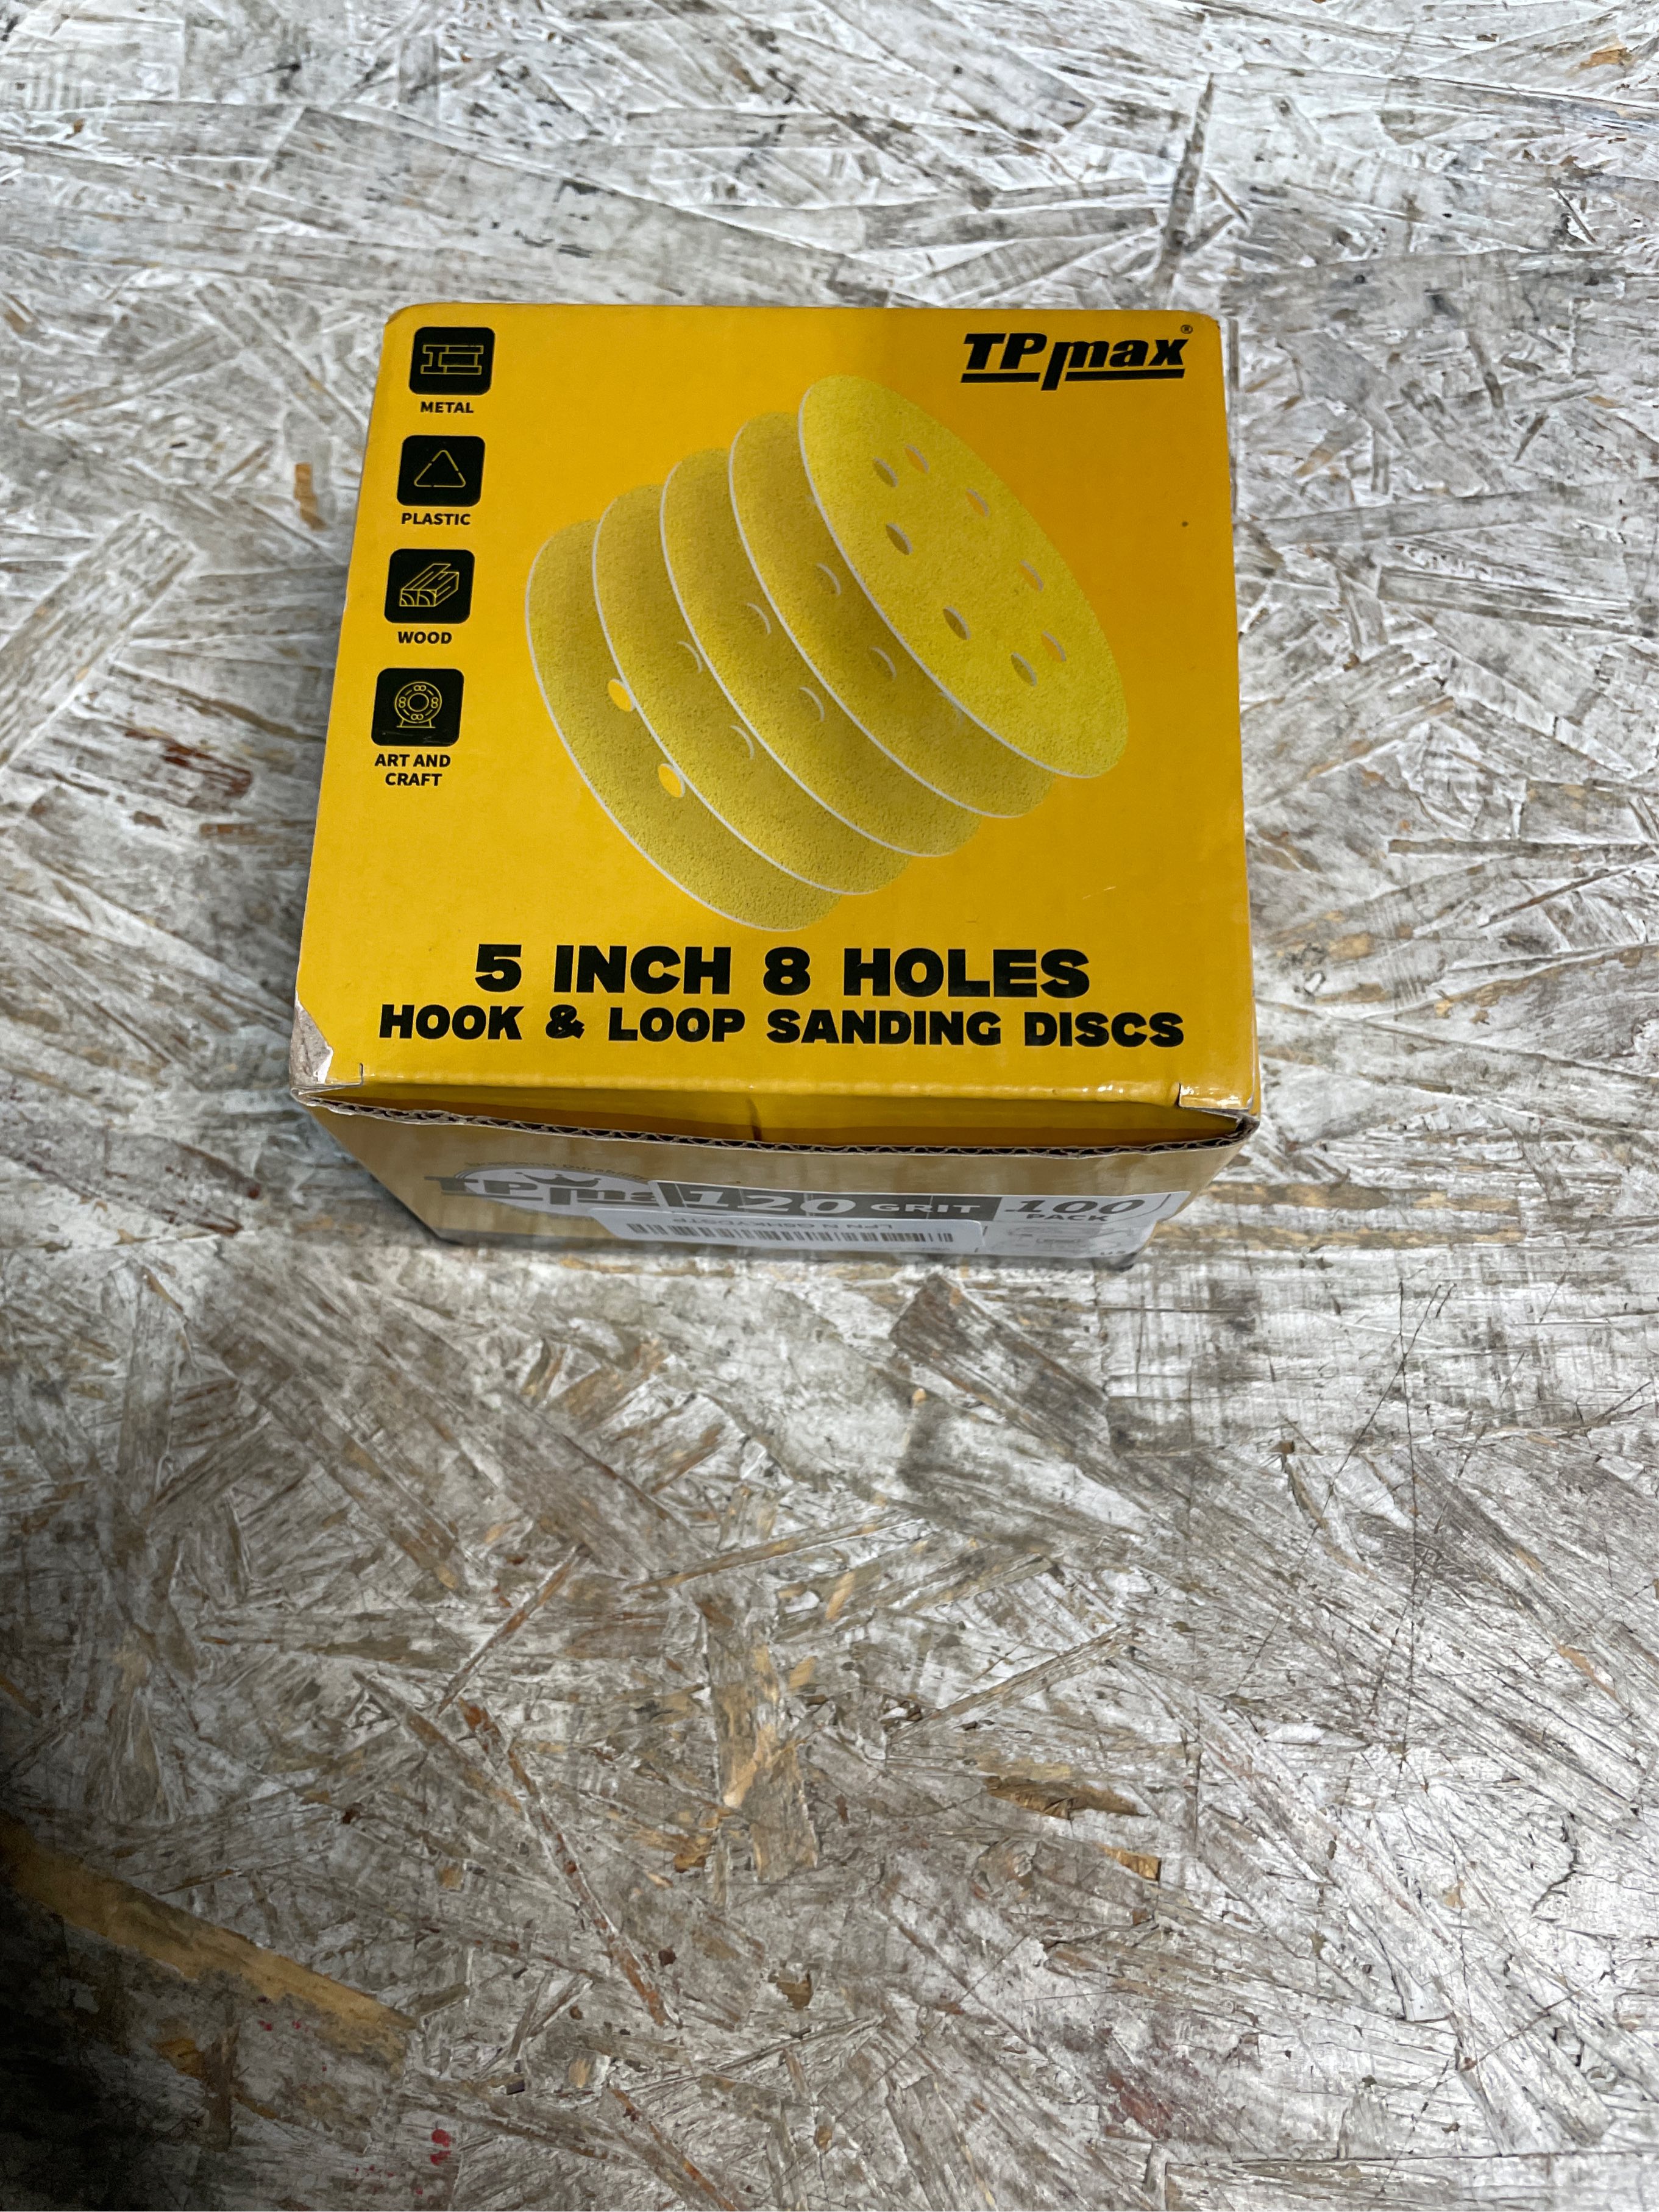 TPmax®
METAL
PLASTIC
WOOD
ART AND
CRAFT
5 INCH 8 HOLES
HOOK & LOOP SANDING DISCS
120 GRIT
100
PACK